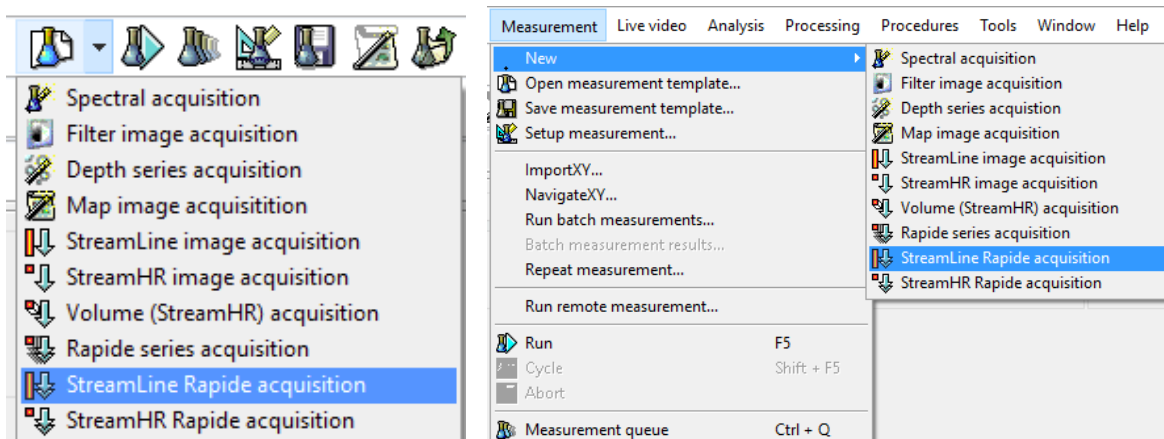 Spectral acquisition
Filter image acquisition
Depth series acquisition
Map image acquisitition
StreamLine image acquisition
StreamHR image acquisition
Volume (StreamHR) acquisition
Rapide series acquisition
StreamLine Rapide acquisition
StreamHR Rapide acquisition
Measurement Live video Analysis Processing Procedures Tools Window Help
New
Open measurement template...
Save measurement template...
Setup measurement...
ImportXY...
NavigateXY...
Run batch measurements...
Batch measurement results...
Repeat measurement...
Run remote measurement...
Run F5
Cycle Shift + F5
Abort
Measurement queue Ctrl + Q
Spectral acquisition
Filter image acquisition
Depth series acquistion
Map image acquisition
StreamLine image acquisition
StreamHR image acquisition
Volume (StreamHR) acquisition
Rapide series acquisition
StreamLine Rapide acquisition
StreamHR Rapide acquisition